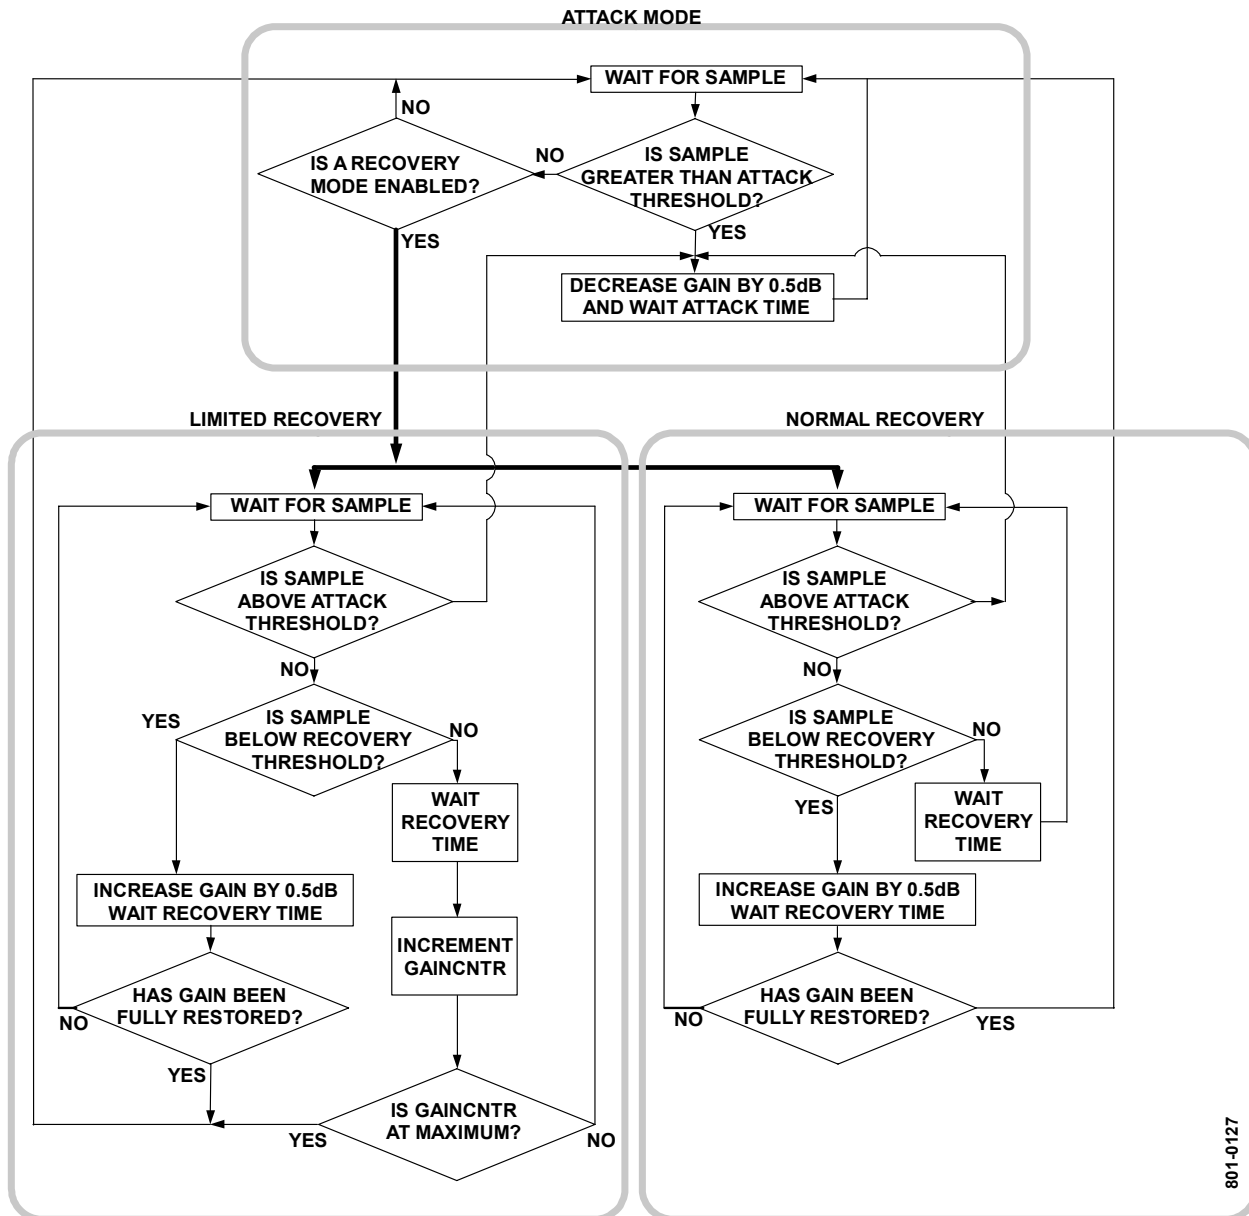 ATTACK MODE
WAIT FOR SAMPLE
NO
IS A RECOVERY
MODE ENABLED?
NO
IS SAMPLE
GREATER THAN ATTACK
THRESHOLD?
YES
YES
DECREASE GAIN BY 0.5dB
AND WAIT ATTACK TIME
LIMITED RECOVERY
WAIT FOR SAMPLE
IS SAMPLE
ABOVE ATTACK
THRESHOLD?
NO
YES
IS SAMPLE
BELOW RECOVERY
THRESHOLD?
NO
WAIT
RECOVERY
TIME
INCREASE GAIN BY 0.5dB
WAIT RECOVERY TIME
INCREMENT
GAINCNTR
HAS GAIN BEEN
FULLY RESTORED?
NO
YES
IS GAINCNTR
AT MAXIMUM?
YES
NO
NORMAL RECOVERY
WAIT FOR SAMPLE
IS SAMPLE
ABOVE ATTACK
THRESHOLD?
NO
IS SAMPLE
BELOW RECOVERY
THRESHOLD?
NO
YES
WAIT
RECOVERY
TIME
INCREASE GAIN BY 0.5dB
WAIT RECOVERY TIME
HAS GAIN BEEN
FULLY RESTORED?
NO
YES
801-0127